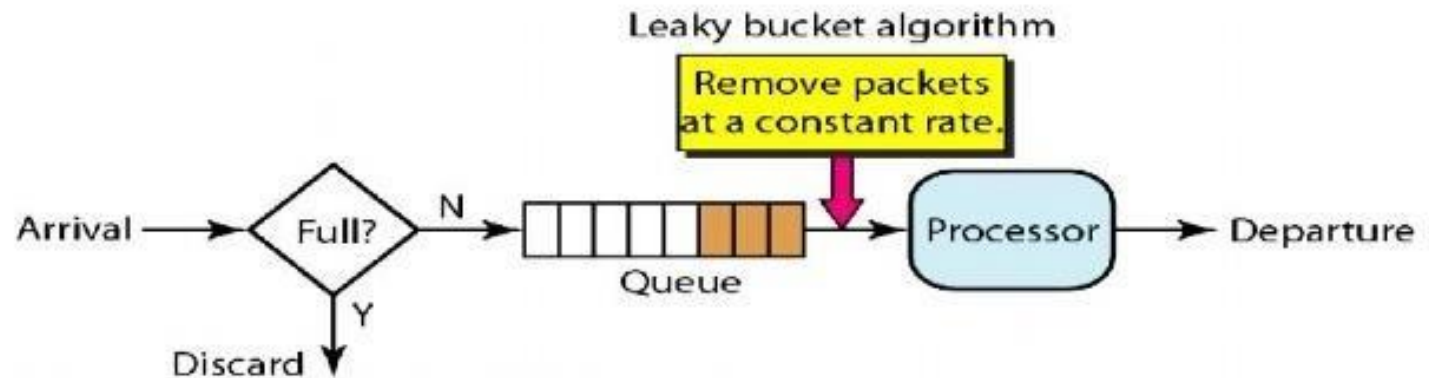 Leaky bucket algorithm
Remove packets
at a constant rate.
Arrival
Full?
N
Queue
Processor
Departure
Y
Discard